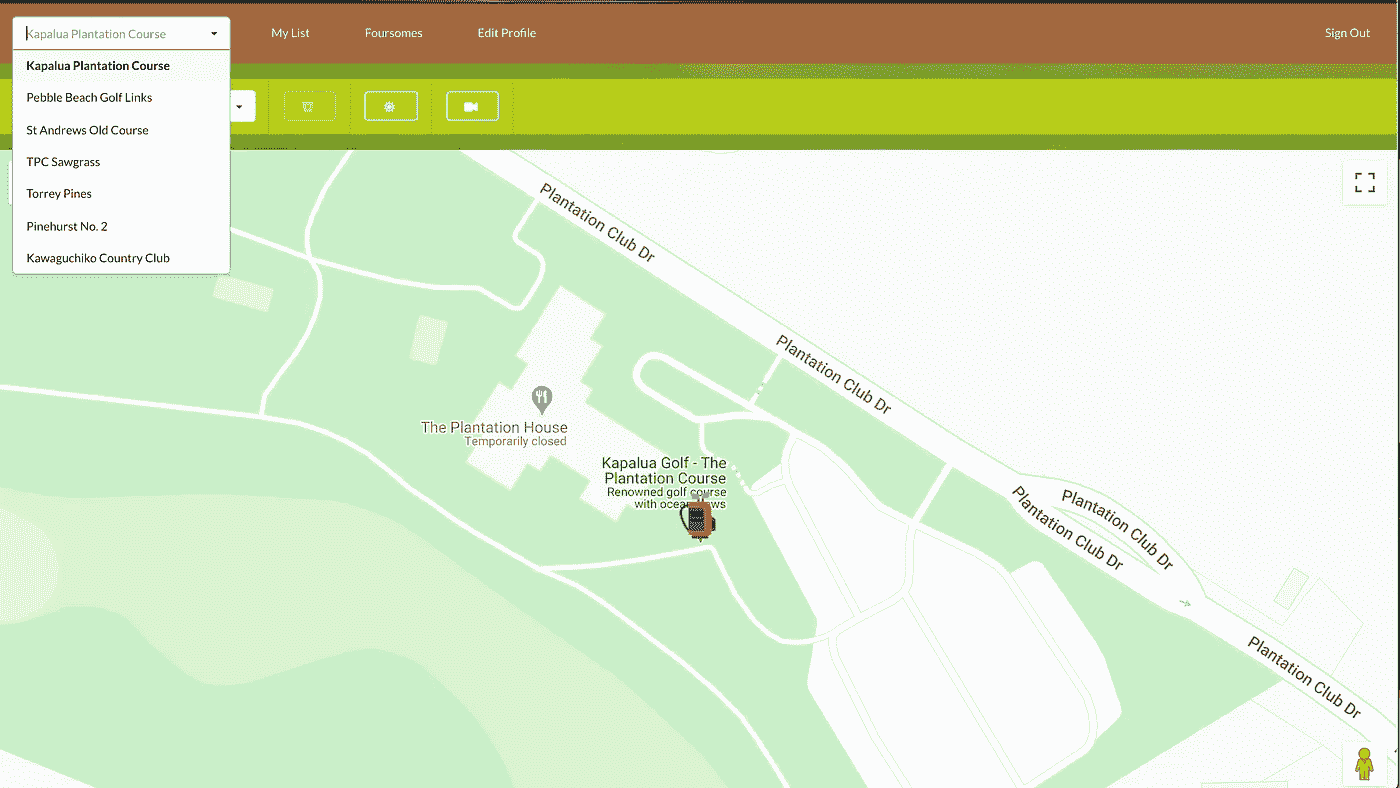 Kapalua Plantation Course
My List
Foursomes
Edit Profile
Sign Out
Kapalua Plantation Course
Pebble Beach Golf Links
St Andrews Old Course
TPC Sawgrass
Torrey Pines
Pinehurst No. 2
Kawaguchiko Country Club
Plantation Club Dr
Plantation Club Dr
The Plantation House
Temporarily closed
Kapalua Golf - The
Plantation Course
Renowned golf course
with ocean views
Plantation Club Dr
Plantation Club Dr
Plantation Club Dr